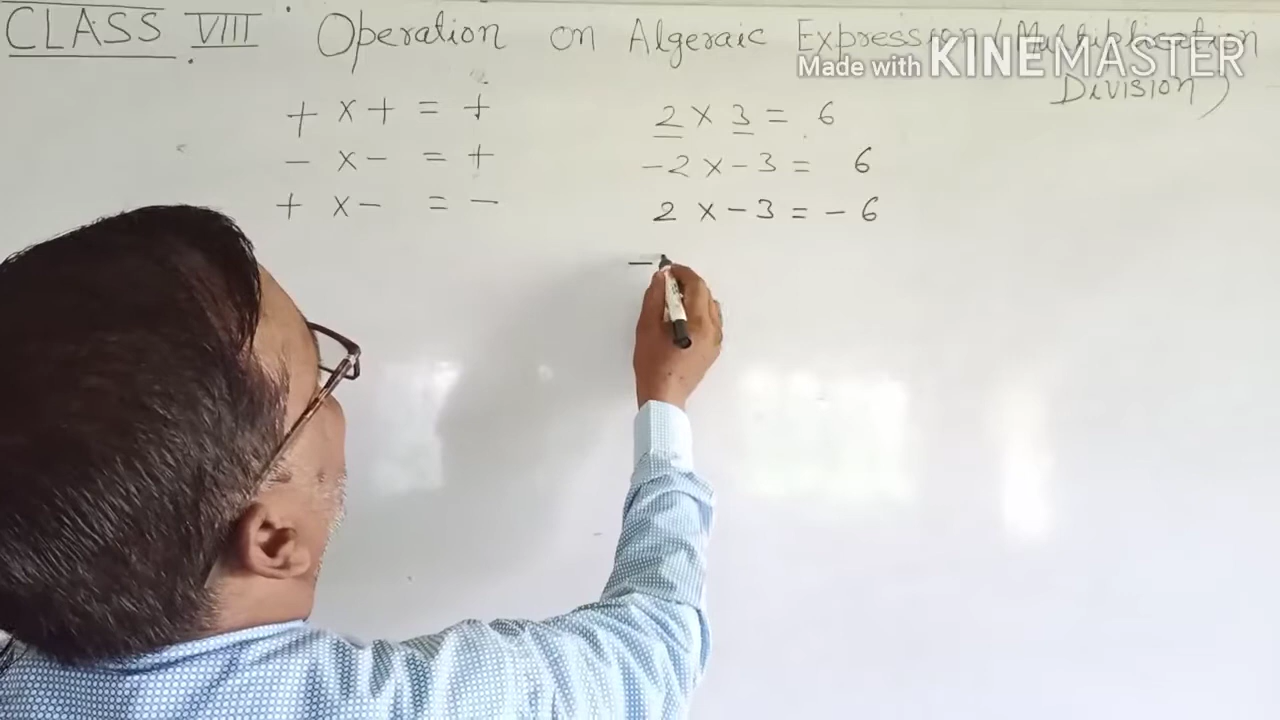 CLASS VIII Operation on Algeraic Expression (Multiplication
Made with KINEMASTER
Division)
+ x + = +
2 x 3 = 6
- x - = +
-2 x -3 = 6
+ x - = -
2 x -3 = -6
-